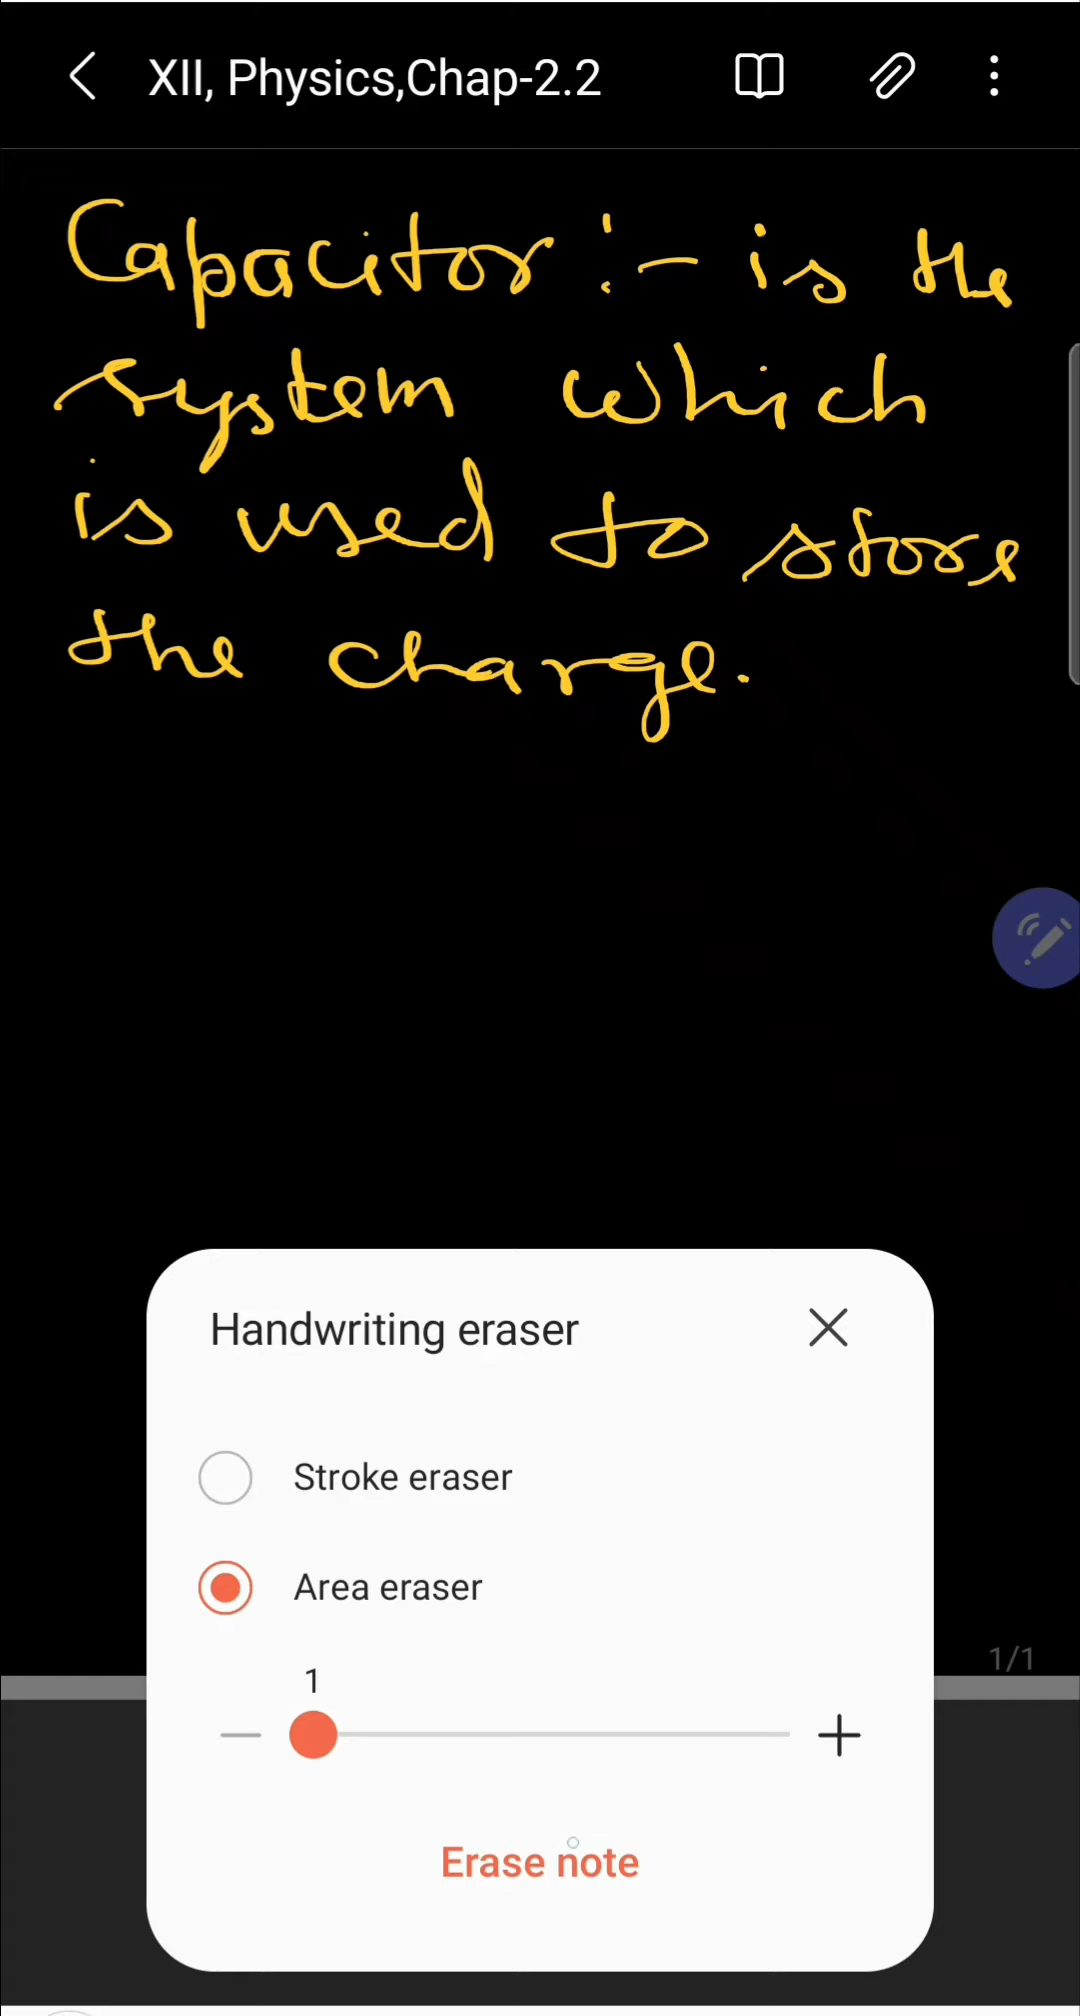 XII, Physics,Chap-2.2
Capacitor :- is the
system which
is used to store
the charge.
Handwriting eraser
Stroke eraser
Area eraser
1/1
1
Erase note